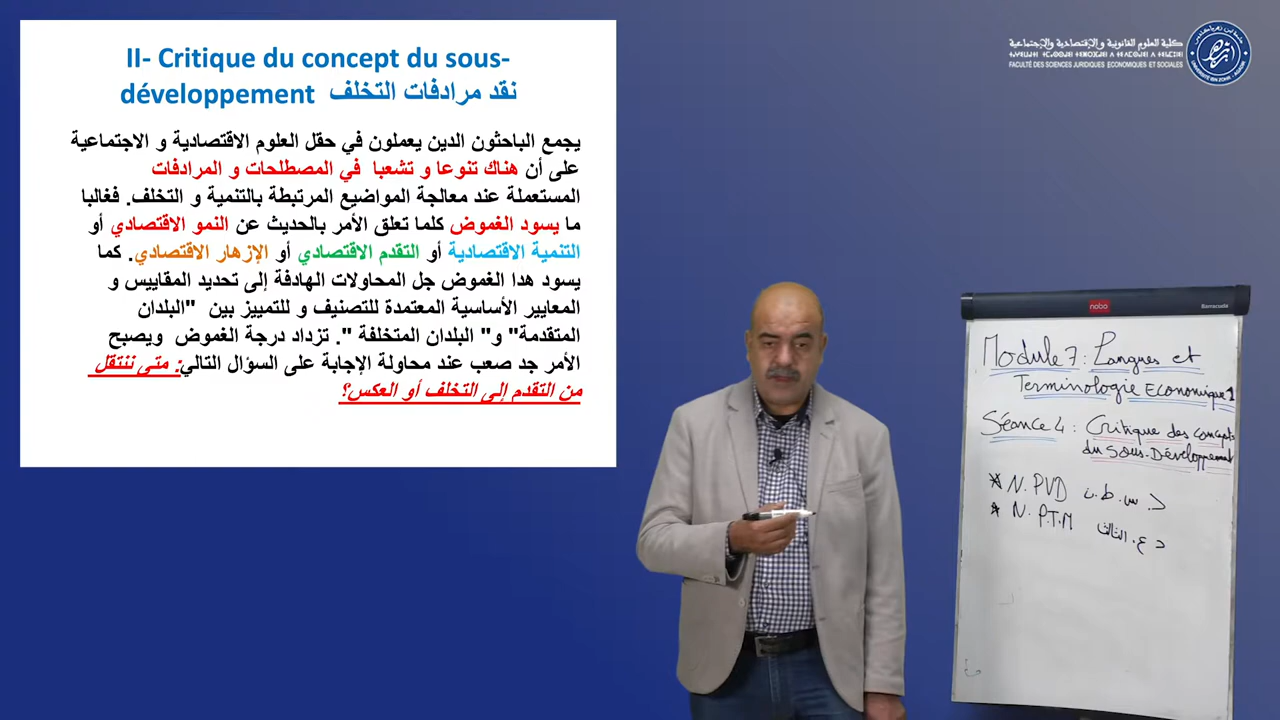 II- Critique du concept du sous-
développement نقد مرادفات التخلف
يجمع الباحثون الدين يعملون في حقل العلوم الاقتصادية و الاجتماعية
على أن هناك تنوعا و تشعبا في المصطلحات و المرادفات
المستعملة عند معالجة المواضيع المرتبطة بالتنمية و التخلف. فغالبا
ما يسود الغموض كلما تعلق الأمر بالحديث عن النمو الاقتصادي أو
التنمية الاقتصادية أو التقدم الاقتصادي أو الإزهار الاقتصادي. كما
يسود هدا الغموض جل المحاولات الهادفة إلى تحديد المقاييس و
المعايير الأساسية المعتمدة للتصنيف و للتمييز بين "البلدان
المتقدمة" و" البلدان المتخلفة ". تزداد درجة الغموض ويصبح
الأمر جد صعب عند محاولة الإجابة على السؤال التالي: متى ننتقل
من التقدم إلى التخلف أو العكس؟
كلية العلوم القانونية والإقتصادية والإجتماعية
FACULTÉ DES SCIENCES JURIDIQUES ECONOMIQUES ET SOCIALES
nobo
Barracuda
Module 7 : Langues et
Terminologie Economique 1
Séance 4 : Critique des concepts
du Sous-Développement
* N. PVD د.س.ط.ن
* N. P.T.M د ع. الثالث